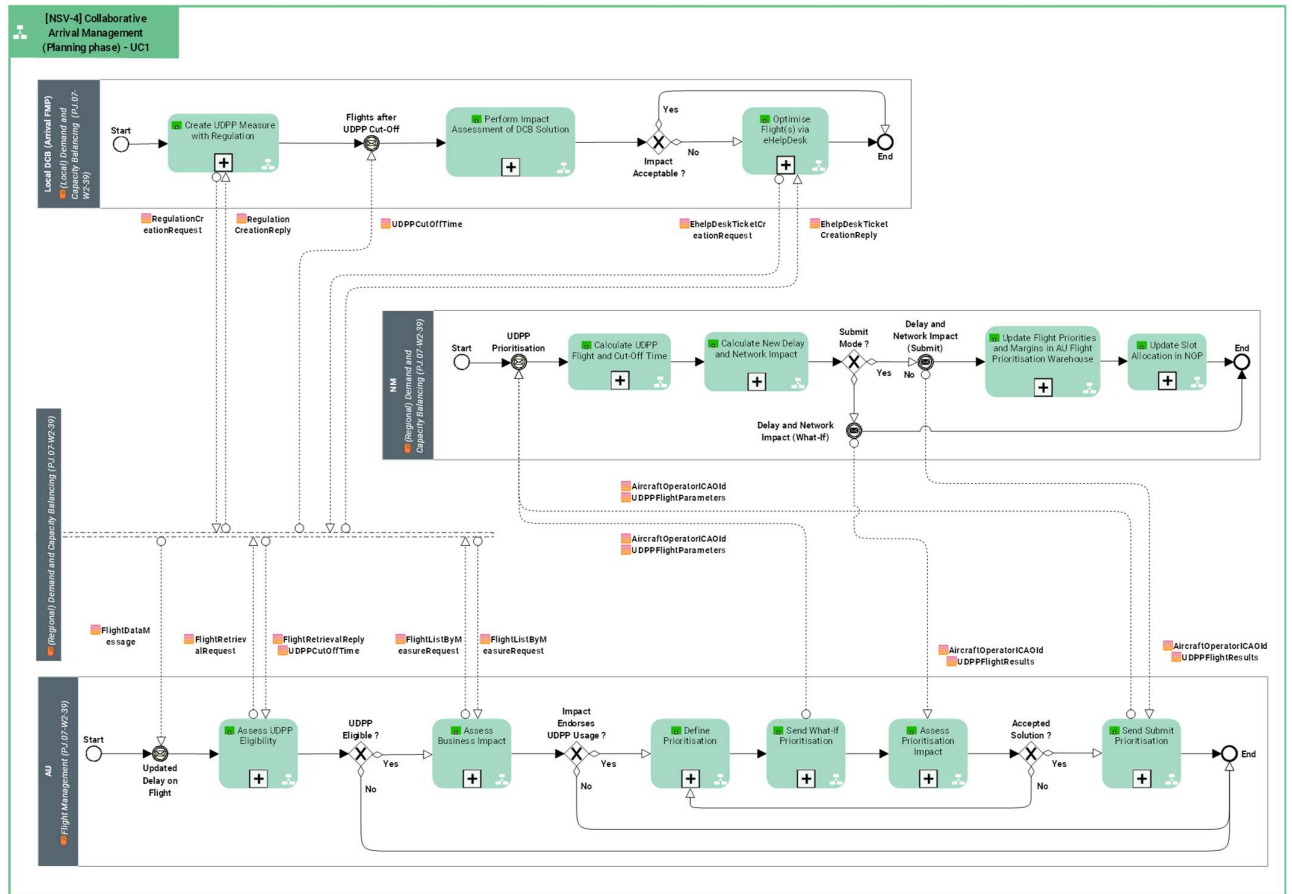 [NSV-4] Collaborative
Arrival Management
(Planning phase) - UC1
Local DCB (Arrival FMP)
(Local) Demand and
Capacity Balancing (PJ.07-
W2-39)
Start
Create UDPP Measure
with Regulation
Flights after
UDPP Cut-Off
Perform Impact
Assessment of DCB Solution
Yes
No
Impact
Acceptable ?
Optimise
Flight(s) via
eHelpDesk
End
RegulationCr
eationRequest
Regulation
CreationReply
UDPPCutOffTime
EhelpDeskTicketCr
eationRequest
EhelpDeskTicket
CreationReply
NM
(Regional) Demand and
Capacity Balancing (PJ.07-W2-39)
Start
UDPP
Prioritisation
Calculate UDPP
Flight and Cut-Off Time
Calculate New Delay
and Network Impact
Submit
Mode ?
Yes
No
Delay and
Network Impact
(Submit)
Update Flight Priorities
and Margins in AU Flight
Prioritisation Warehouse
Update Slot
Allocation in NOP
End
Delay and Network
Impact (What-If)
(Regional) Demand and Capacity Balancing (PJ.07-W2-39)
AircraftOperatorICAOId
UDPPFlightParameters
AircraftOperatorICAOId
UDPPFlightParameters
FlightDataM
essage
FlightRetriev
alRequest
FlightRetrievalReply
UDPPCutOffTime
FlightListByM
easureRequest
FlightListByM
easureRequest
AircraftOperatorICAOId
UDPPFlightResults
AircraftOperatorICAOId
UDPPFlightResults
AU
Flight Management (PJ.07-W2-39)
Start
Updated
Delay on
Flight
Assess UDPP
Eligibility
UDPP
Eligible ?
Yes
No
Assess
Business Impact
Impact
Endorses
UDPP Usage ?
Yes
No
Define
Prioritisation
Send What-If
Prioritisation
Assess
Prioritisation
Impact
Accepted
Solution ?
Yes
No
Send Submit
Prioritisation
End